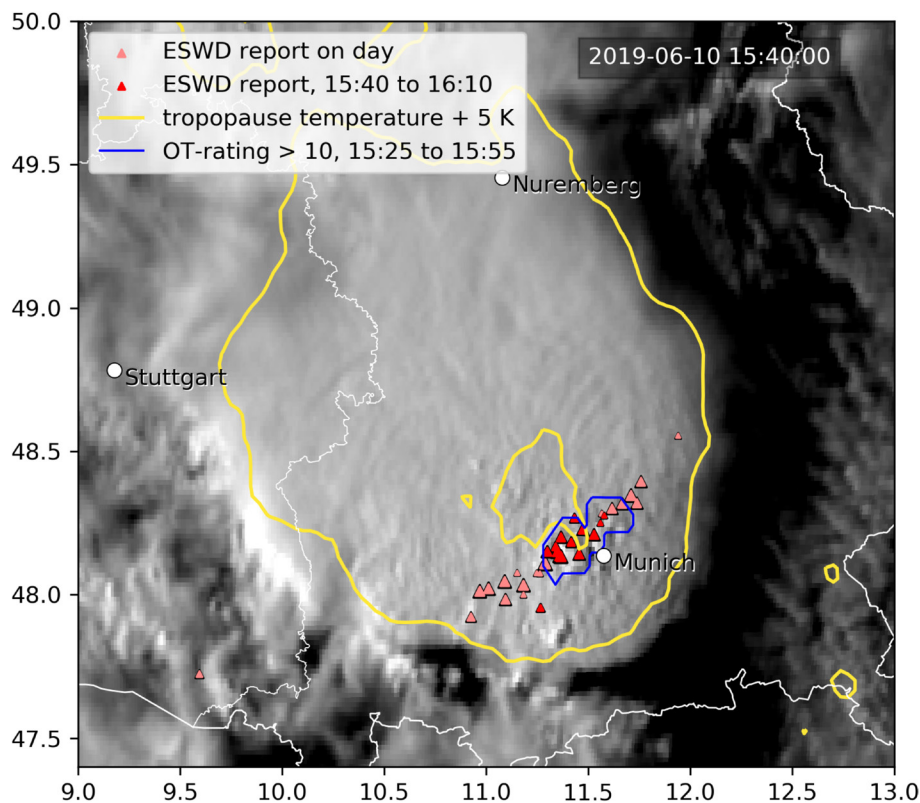 50.0
ESWD report on day
2019-06-10 15:40:00
ESWD report, 15:40 to 16:10
tropopause temperature + 5 K
OT-rating > 10, 15:25 to 15:55
49.5
Nuremberg
49.0
Stuttgart
48.5
Munich
48.0
47.5
9.0 9.5 10.0 10.5 11.0 11.5 12.0 12.5 13.0